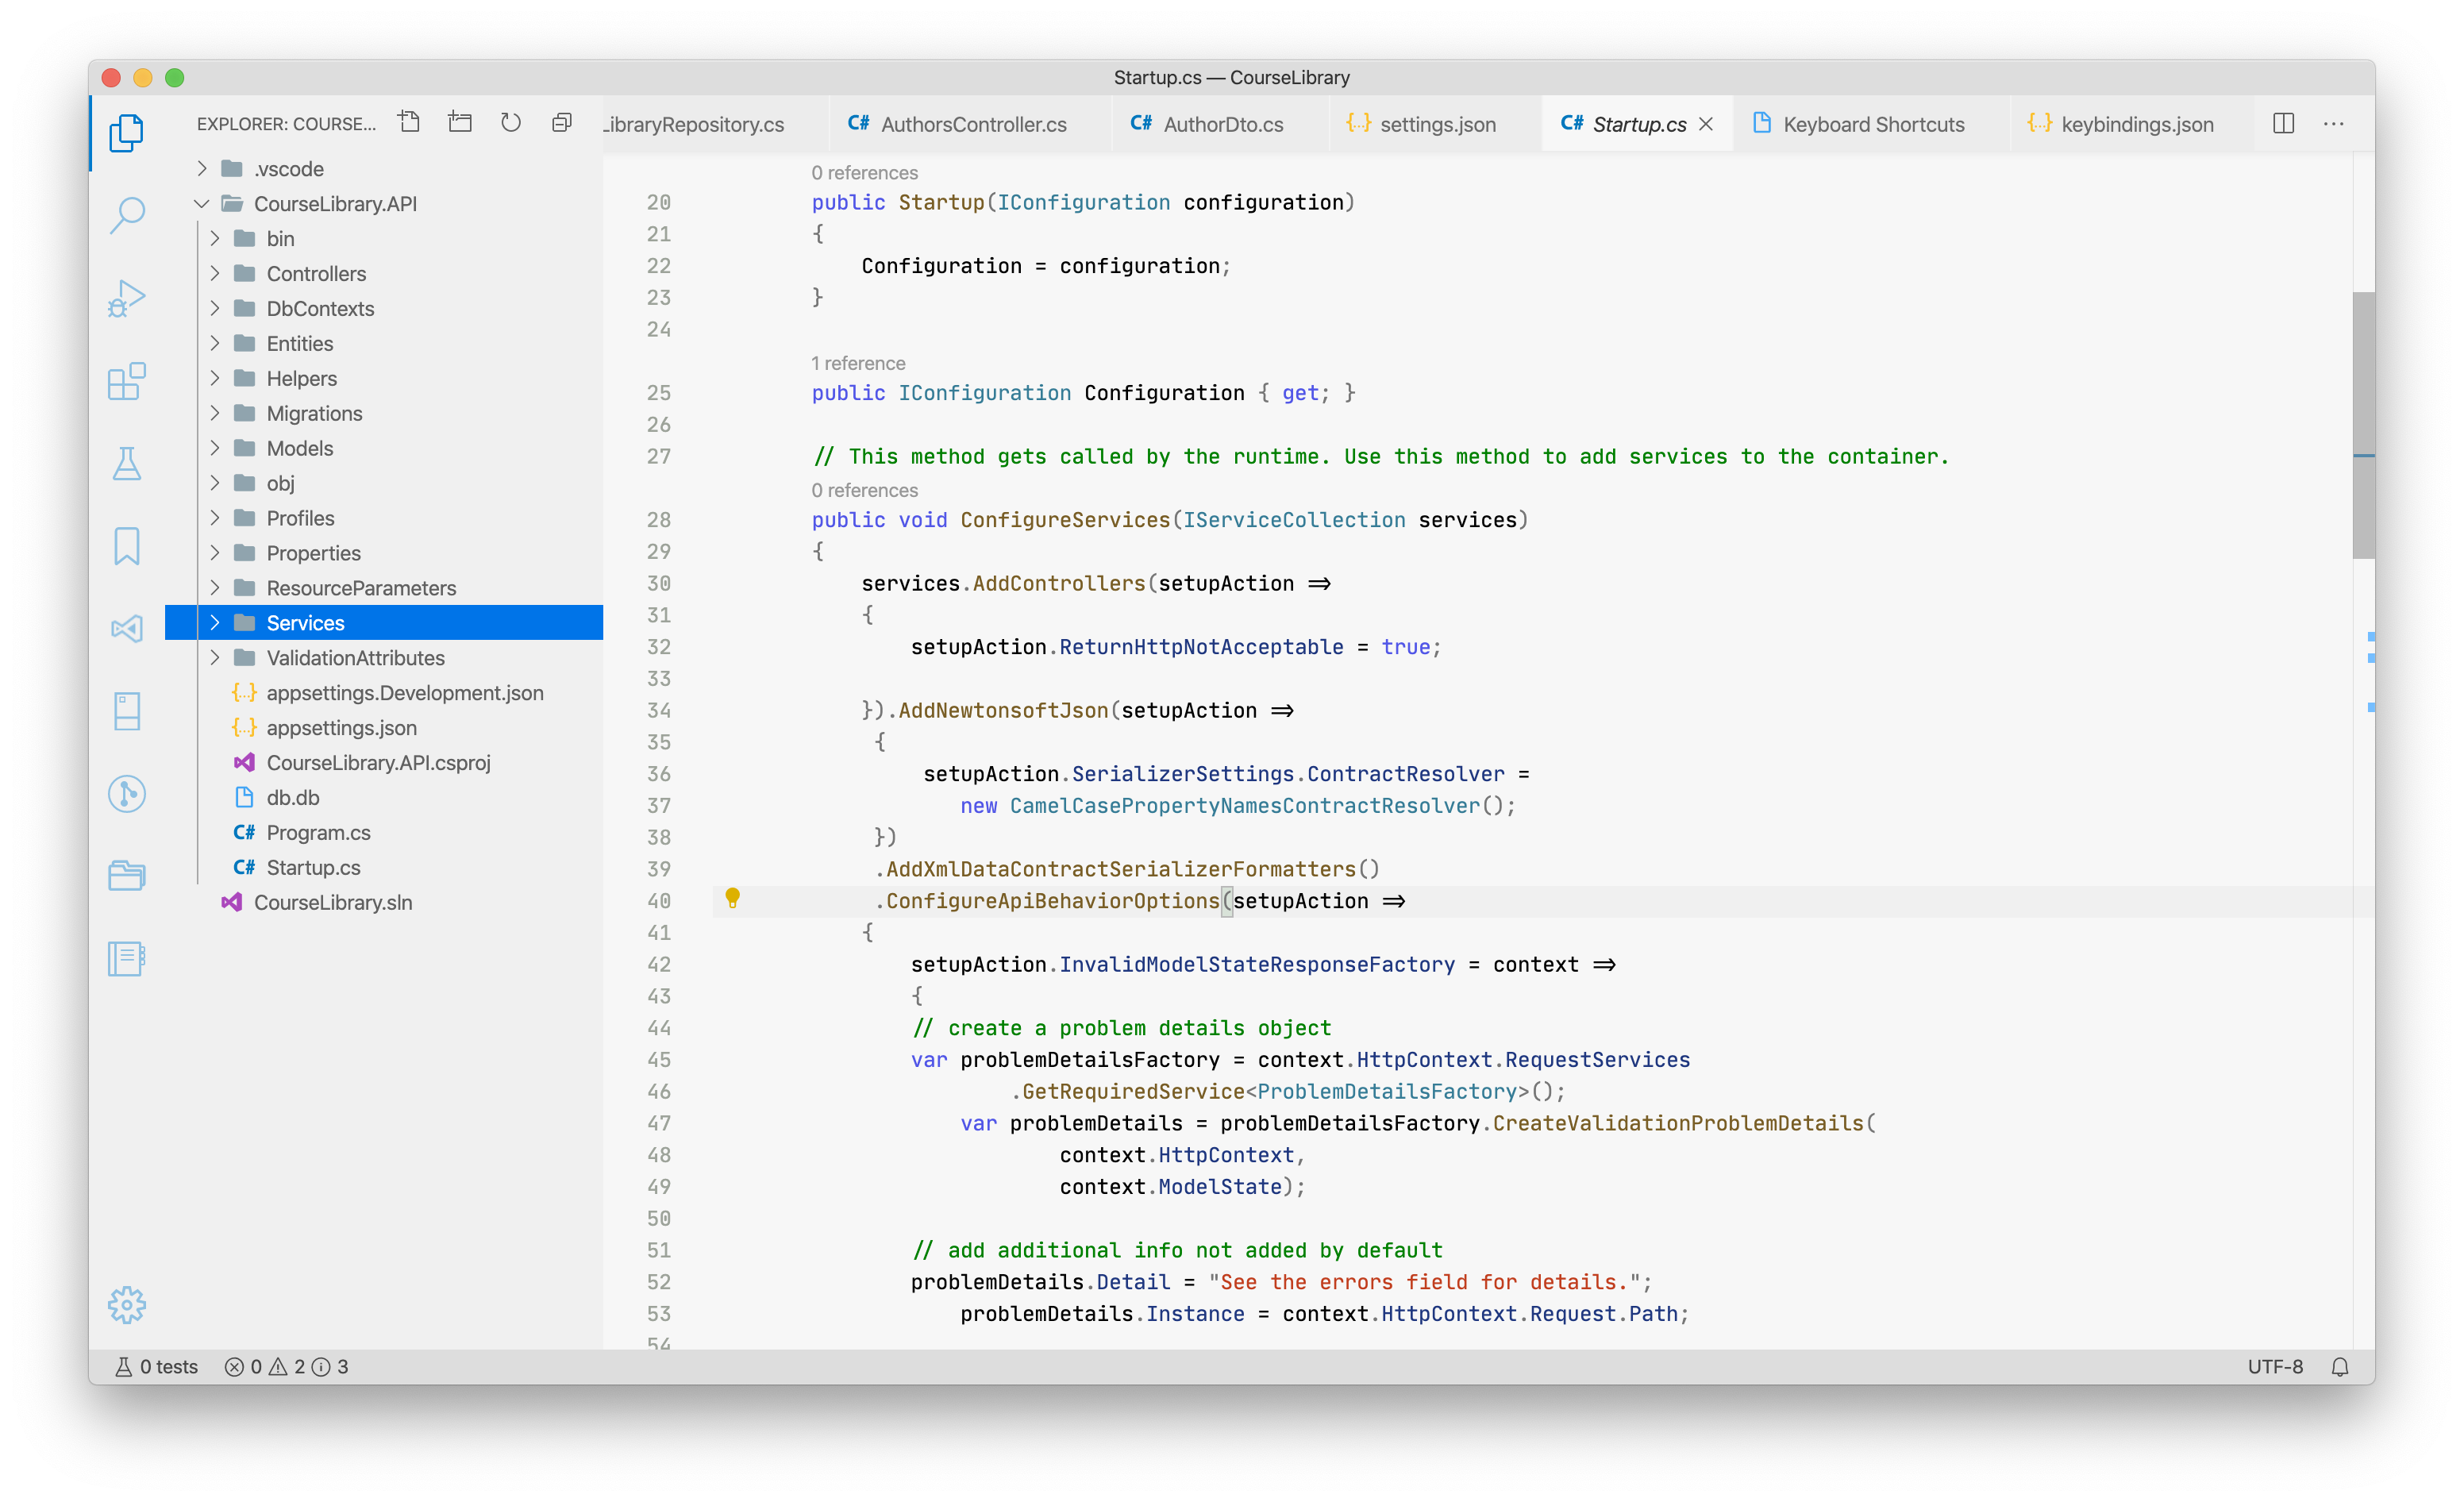 Startup.cs — CourseLibrary
EXPLORER: COURSE...
LibraryRepository.cs
C# AuthorsController.cs
C# AuthorDto.cs
{..} settings.json
C# Startup.cs
Keyboard Shortcuts
{..} keybindings.json
.vscode
CourseLibrary.API
bin
Controllers
DbContexts
Entities
Helpers
Migrations
Models
obj
Profiles
Properties
ResourceParameters
Services
ValidationAttributes
{..} appsettings.Development.json
{..} appsettings.json
CourseLibrary.API.csproj
db.db
C# Program.cs
C# Startup.cs
CourseLibrary.sln
0 references
20 public Startup(IConfiguration configuration)
21 {
22 Configuration = configuration;
23 }
24
1 reference
25 public IConfiguration Configuration { get; }
26
27 // This method gets called by the runtime. Use this method to add services to the container.
0 references
28 public void ConfigureServices(IServiceCollection services)
29 {
30 services.AddControllers(setupAction =>
31 {
32 setupAction.ReturnHttpNotAcceptable = true;
33
34 }).AddNewtonsoftJson(setupAction =>
35 {
36 setupAction.SerializerSettings.ContractResolver =
37 new CamelCasePropertyNamesContractResolver();
38 })
39 .AddXmlDataContractSerializerFormatters()
40 .ConfigureApiBehaviorOptions(setupAction =>
41 {
42 setupAction.InvalidModelStateResponseFactory = context =>
43 {
44 // create a problem details object
45 var problemDetailsFactory = context.HttpContext.RequestServices
46 .GetRequiredService<ProblemDetailsFactory>();
47 var problemDetails = problemDetailsFactory.CreateValidationProblemDetails(
48 context.HttpContext,
49 context.ModelState);
50
51 // add additional info not added by default
52 problemDetails.Detail = "See the errors field for details.";
53 problemDetails.Instance = context.HttpContext.Request.Path;
54
0 tests 0 2 3
UTF-8